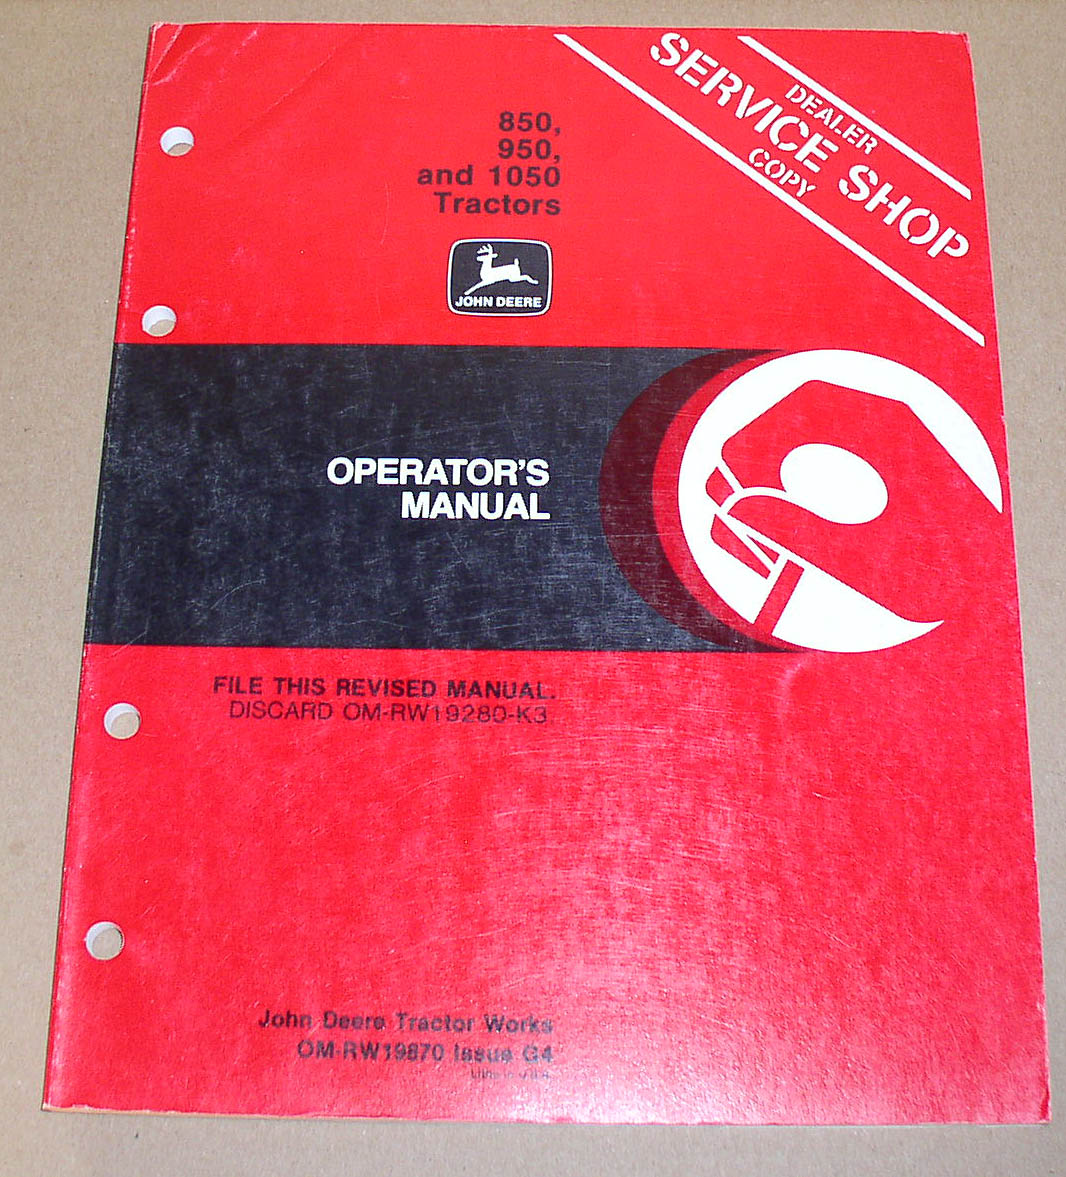 DEALER
SERVICE SHOP
COPY
850,
950,
and 1050
Tractors
JOHN DEERE
OPERATOR'S
MANUAL
FILE THIS REVISED MANUAL.
DISCARD OM-RW19280-K3
John Deere Tractor Works
OM-RW19870 Issue G4